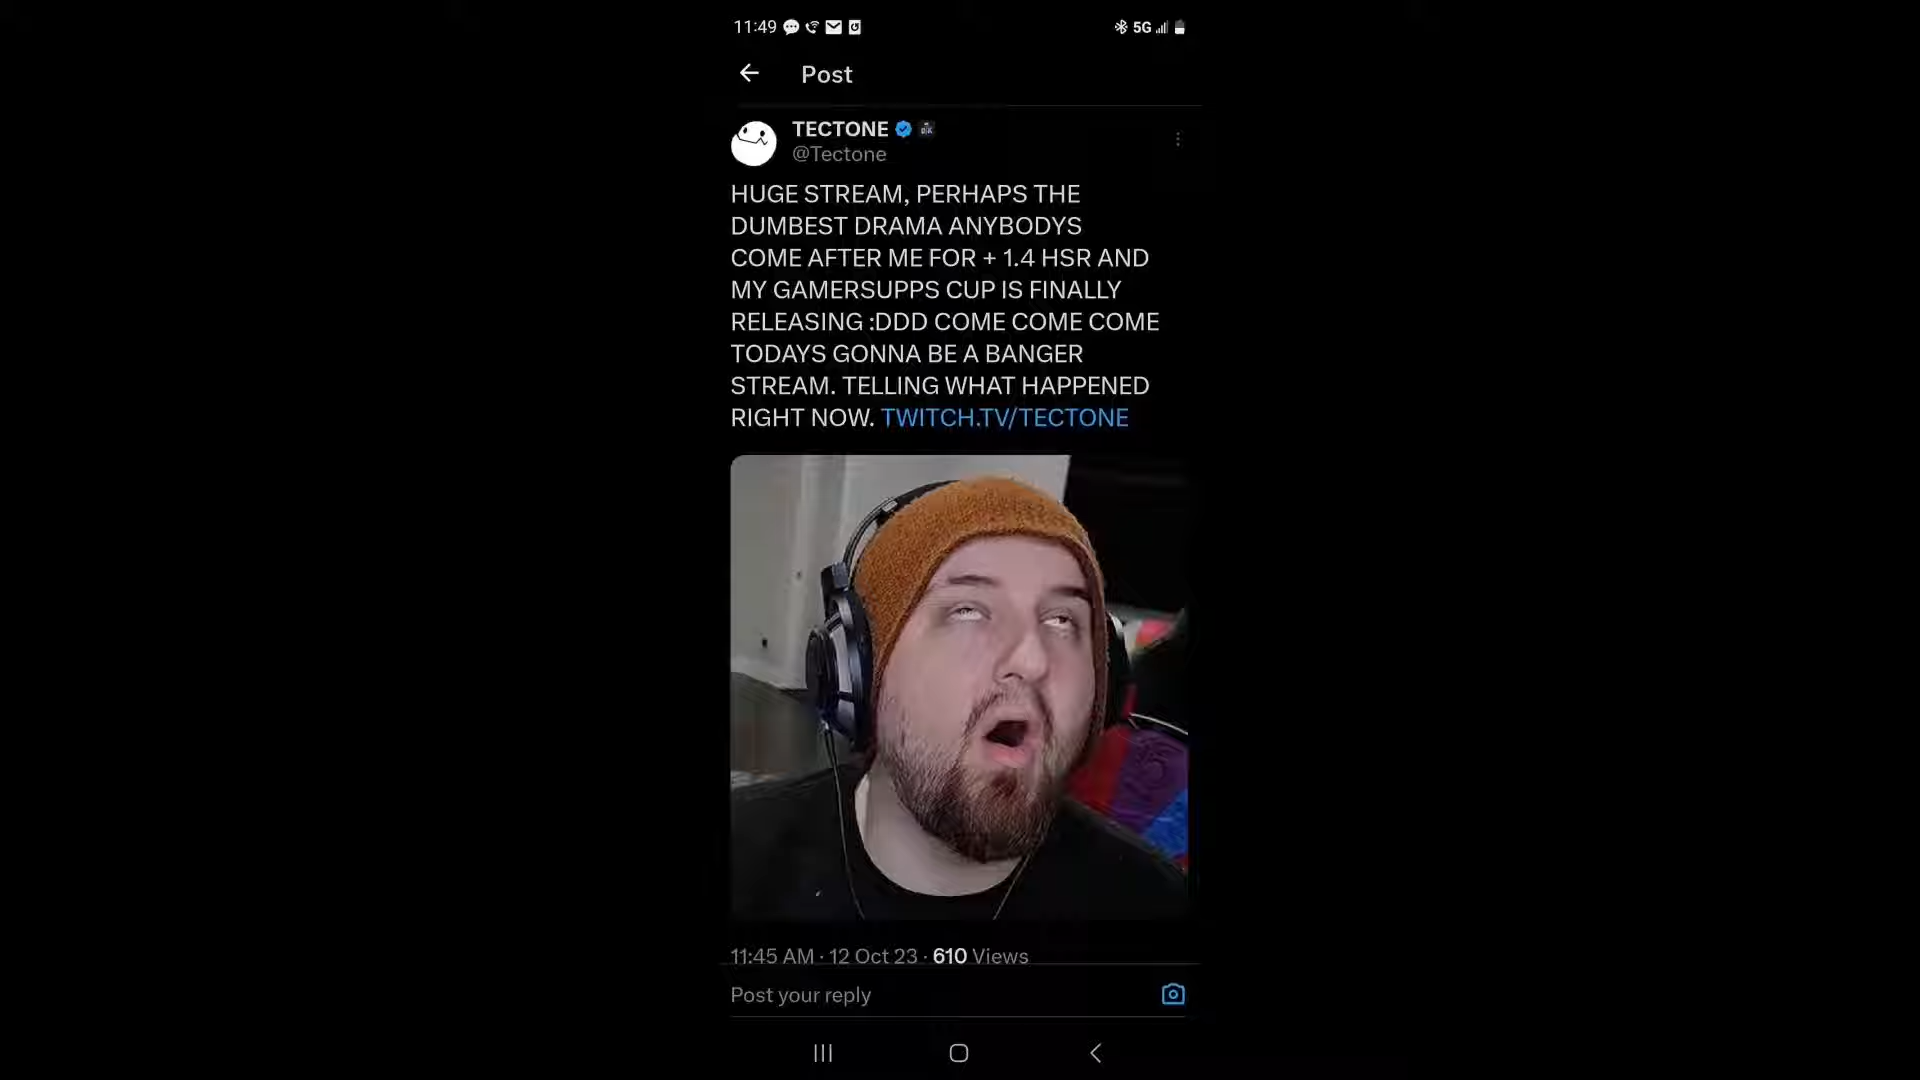 11:49
5G
Post
TECTONE
@Tectone
HUGE STREAM, PERHAPS THE
DUMBEST DRAMA ANYBODYS
COME AFTER ME FOR + 1.4 HSR AND
MY GAMERSUPPS CUP IS FINALLY
RELEASING :DDD COME COME COME
TODAYS GONNA BE A BANGER
STREAM. TELLING WHAT HAPPENED
RIGHT NOW. TWITCH.TV/TECTONE
11:45 AM · 12 Oct 23 · 610 Views
Post your reply